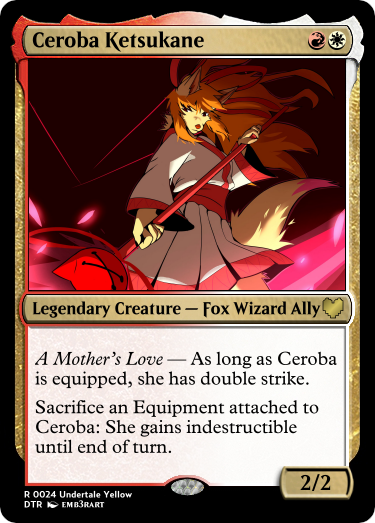 Ceroba Ketsukane
Legendary Creature — Fox Wizard Ally
A Mother's Love — As long as Ceroba
is equipped, she has double strike.
Sacrifice an Equipment attached to
Ceroba: She gains indestructible
until end of turn.
2/2
R 0024 Undertale Yellow
DTR EMB3RART